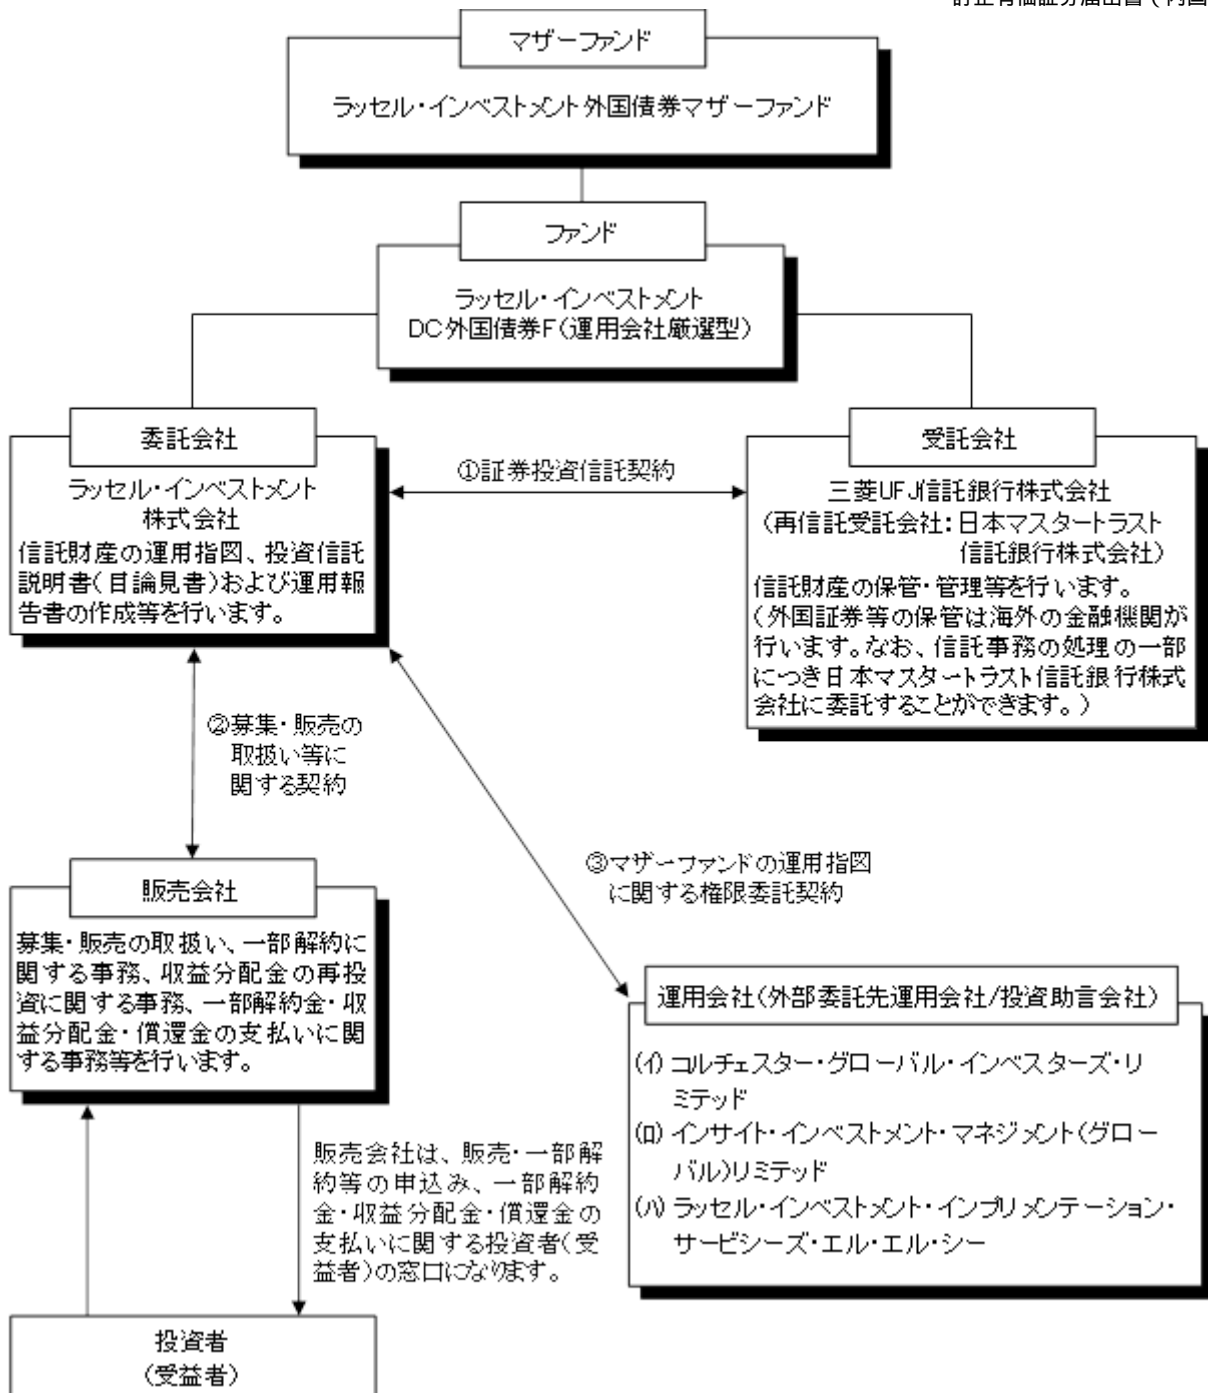 訂正有価証券届出書(内国
マザーファンド
ラッセル・インベストメント外国債券マザーファンド
ファンド
ラッセル・インベストメント
DC外国債券F(運用会社厳選型)
委託会社
ラッセル・インベストメント
株式会社
信託財産の運用指図、投資信託
説明書(目論見書)および運用報
告書の作成等を行います。
①証券投資信託契約
受託会社
三菱UFJ信託銀行株式会社
(再信託受託会社:日本マスタートラスト
信託銀行株式会社)
信託財産の保管・管理等を行います。
(外国証券等の保管は海外の金融機関が
行います。なお、信託事務の処理の一部
につき日本マスタートラスト信託銀行株式
会社に委託することができます。)
②募集・販売の
取扱い等に
関する契約
③マザーファンドの運用指図
に関する権限委託契約
販売会社
募集・販売の取扱い、一部解約に
関する事務、収益分配金の再投
資に関する事務、一部解約金・収
益分配金・償還金の支払いに関
する事務等を行います。
運用会社(外部委託先運用会社/投資助言会社)
(イ) コルチェスター・グローバル・インベスターズ・リ
ミテッド
(ロ) インサイト・インベストメント・マネジメント(グロー
バル)リミテッド
(ハ) ラッセル・インベストメント・インプリメンテーション・
サービシーズ・エル・エル・シー
販売会社は、販売・一部解
約等の申込み、一部解約
金・収益分配金・償還金の
支払いに関する投資者(受
益者)の窓口になります。
投資者
(受益者)